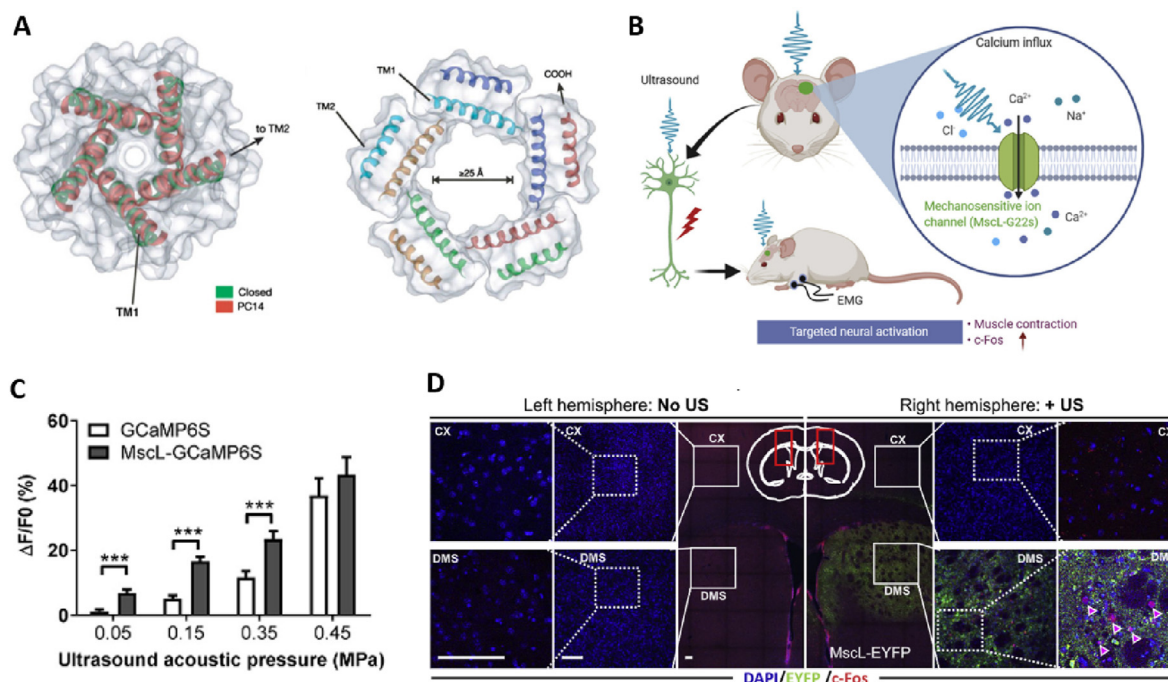 A
TM1
TM2
COOH
to TM2
≥25 Å
Closed
PC14
TM1
B
Ultrasound
Calcium influx
Ca²⁺
Cl⁻
Na⁺
Mechanosensitive ion
channel (MscL-G22s)
Ca²⁺
EMG
Targeted neural activation
• Muscle contraction
• c-Fos
C
60
40
20
0
ΔF/F0 (%)
GCaMP6S
MscL-GCaMP6S
***
***
***
0.05 0.15 0.35 0.45
Ultrasound acoustic pressure (MPa)
D
Left hemisphere: No US
Right hemisphere: + US
CX
CX
CX
CX
CX
CX
DMS
DMS
DMS
DMS
DMS
DMS
MscL-EYFP
DAPI/EYFP /c-Fos